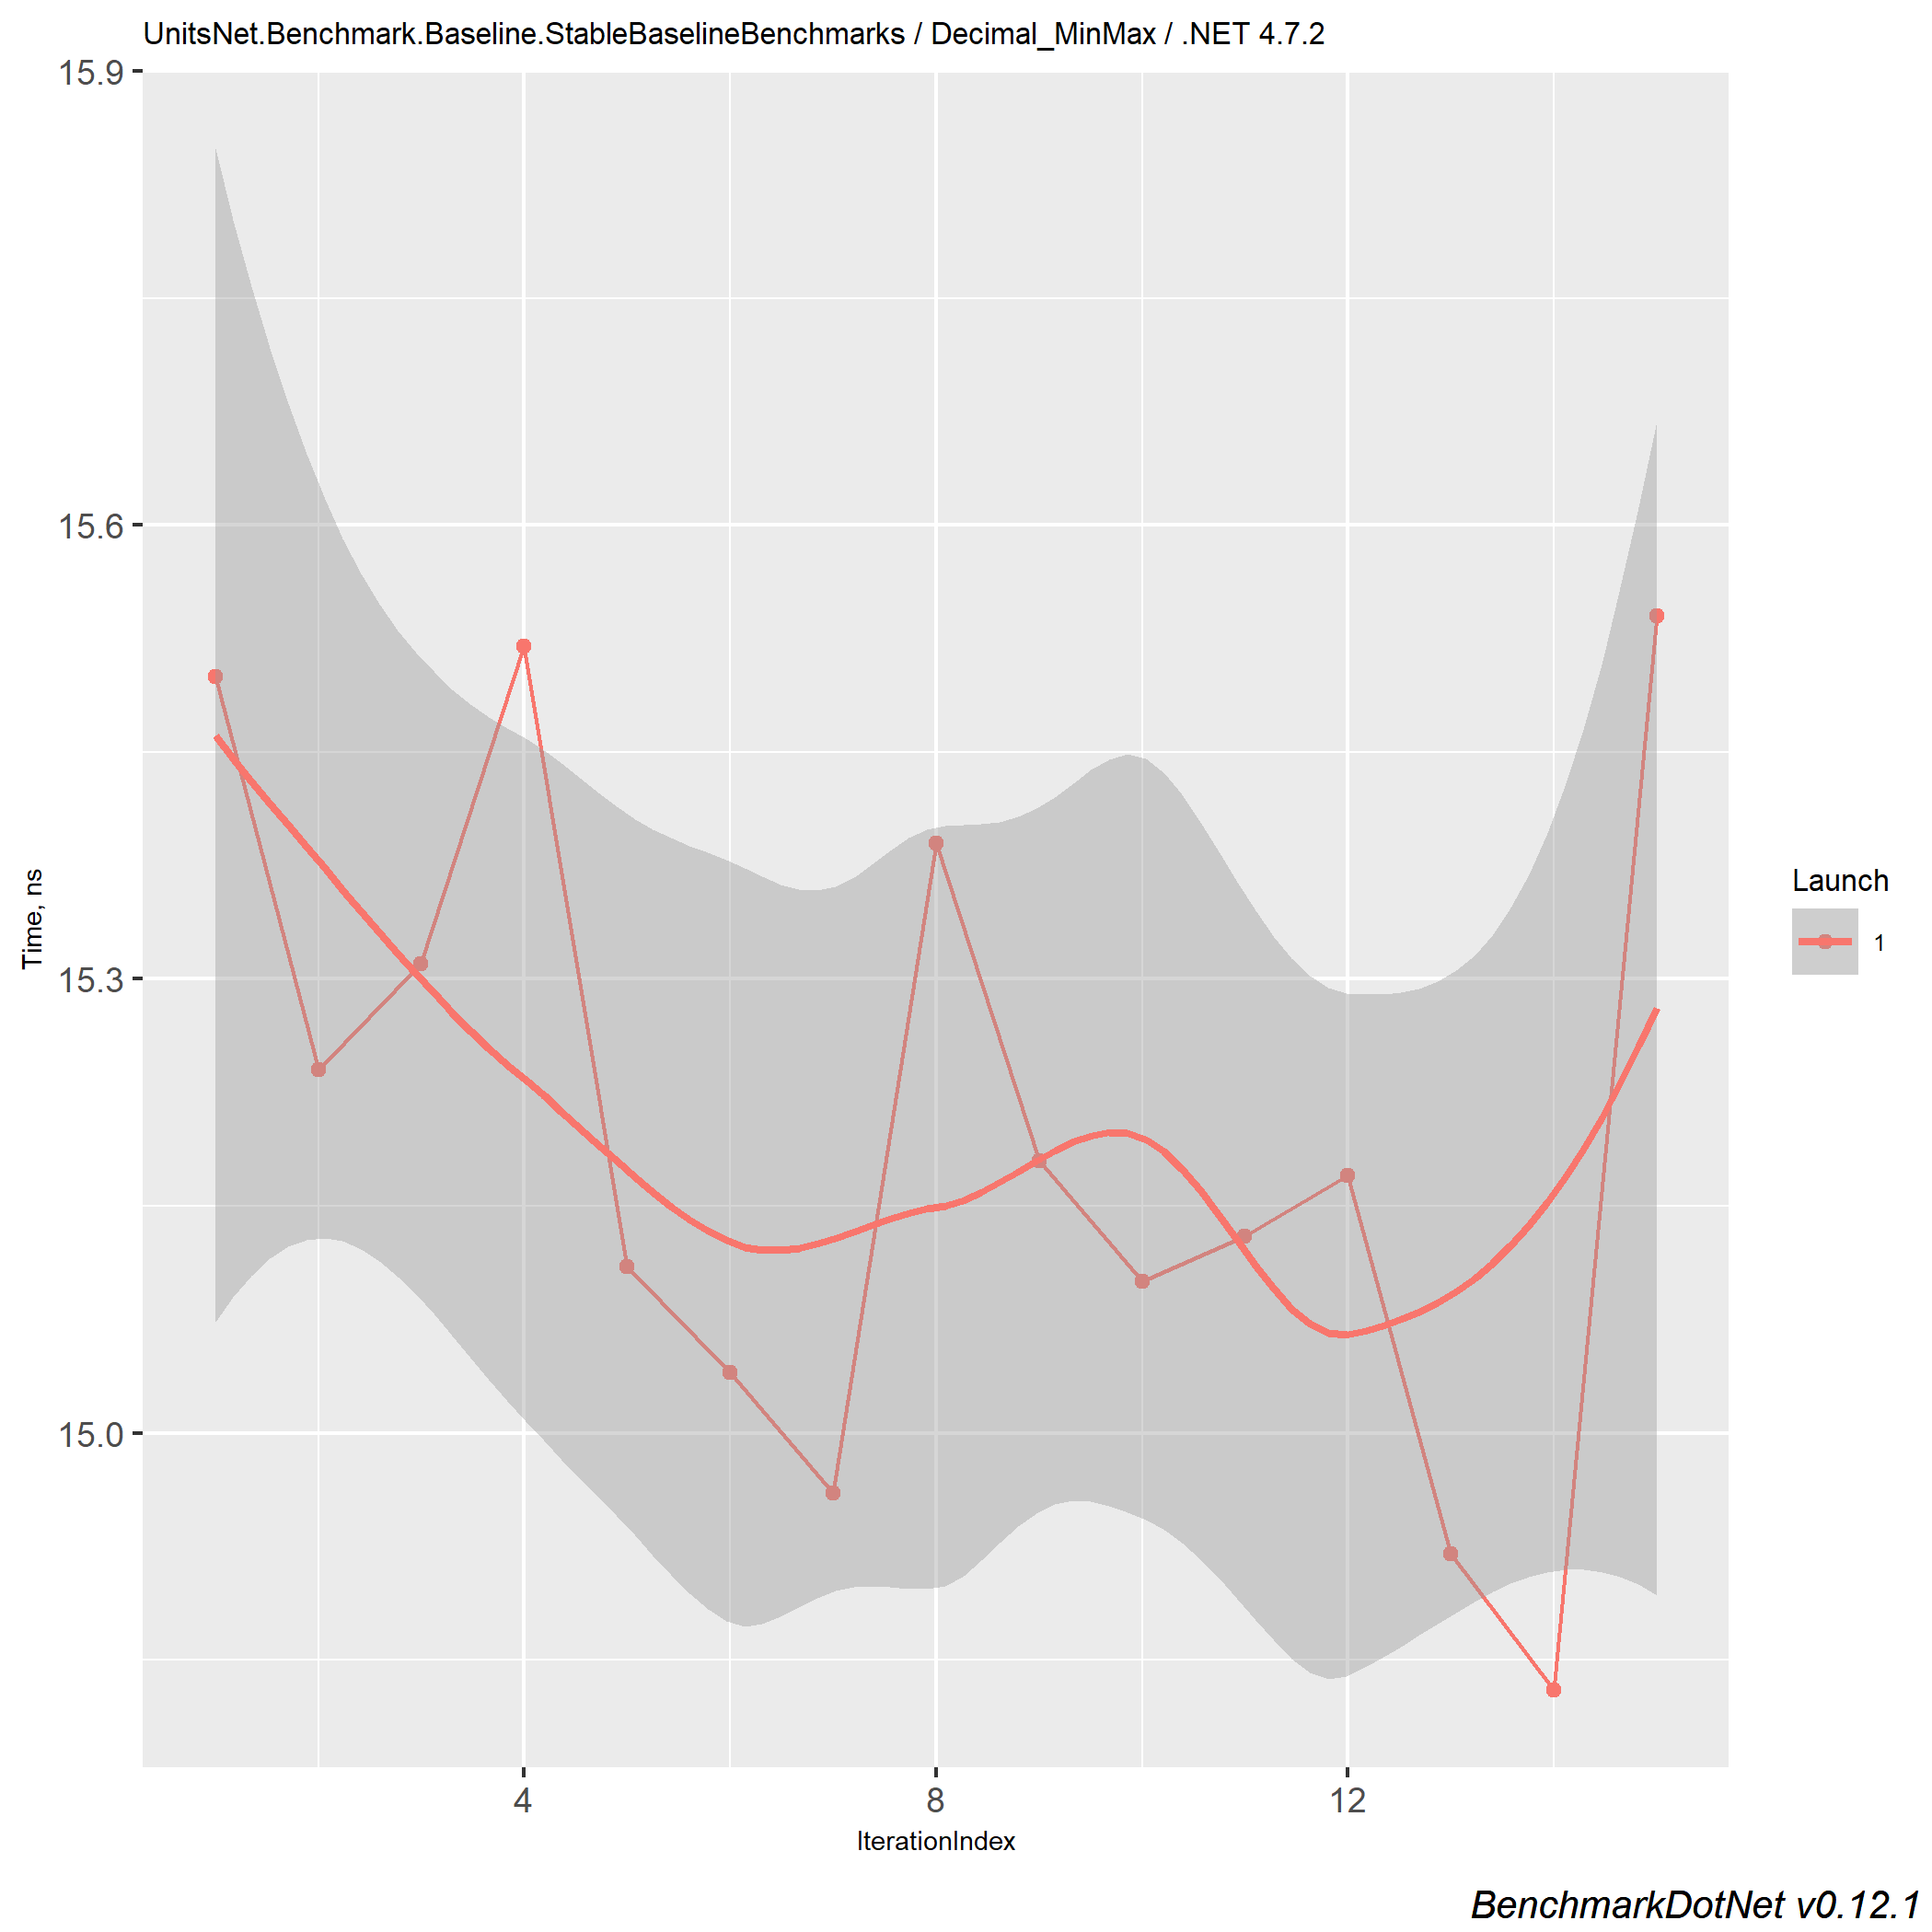 UnitsNet.Benchmark.Baseline.StableBaselineBenchmarks / Decimal_MinMax / .NET 4.7.2
15.9
15.6
15.3
15.0
Time, ns
4
8
12
IterationIndex
Launch
1
BenchmarkDotNet v0.12.1